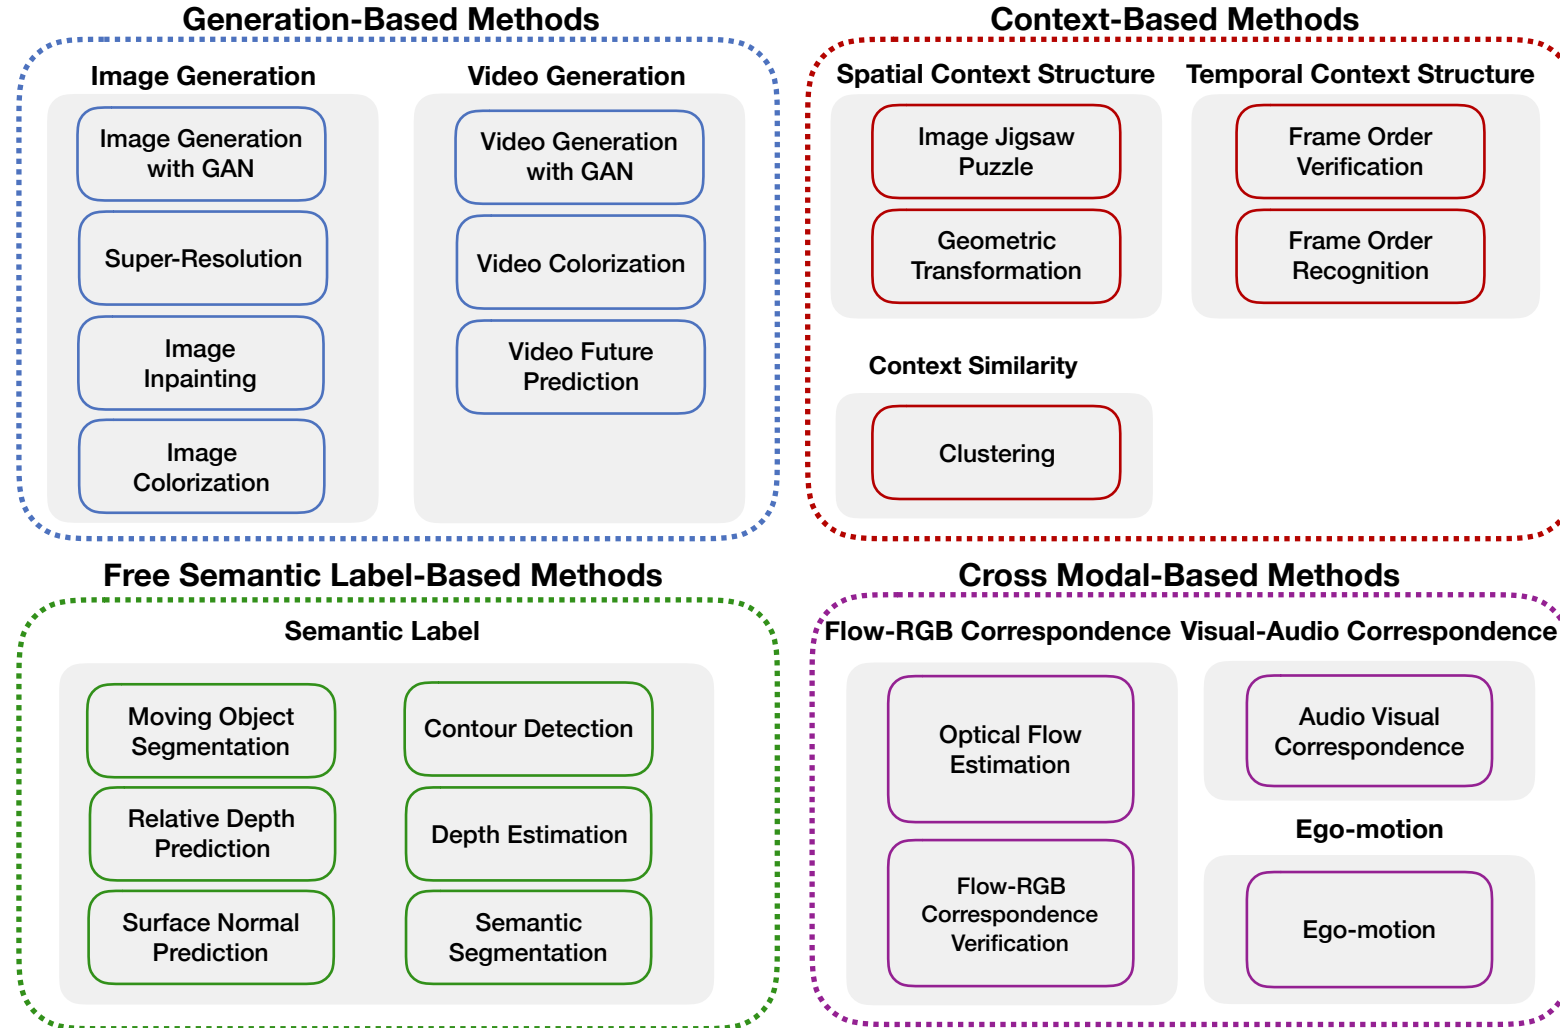 Generation-Based Methods
Image Generation
Image Generation
with GAN
Super-Resolution
Image
Inpainting
Image
Colorization
Video Generation
Video Generation
with GAN
Video Colorization
Video Future
Prediction
Context-Based Methods
Spatial Context Structure
Image Jigsaw
Puzzle
Geometric
Transformation
Temporal Context Structure
Frame Order
Verification
Frame Order
Recognition
Context Similarity
Clustering
Free Semantic Label-Based Methods
Semantic Label
Moving Object
Segmentation
Contour Detection
Relative Depth
Prediction
Depth Estimation
Surface Normal
Prediction
Semantic
Segmentation
Cross Modal-Based Methods
Flow-RGB Correspondence
Optical Flow
Estimation
Flow-RGB
Correspondence
Verification
Visual-Audio Correspondence
Audio Visual
Correspondence
Ego-motion
Ego-motion